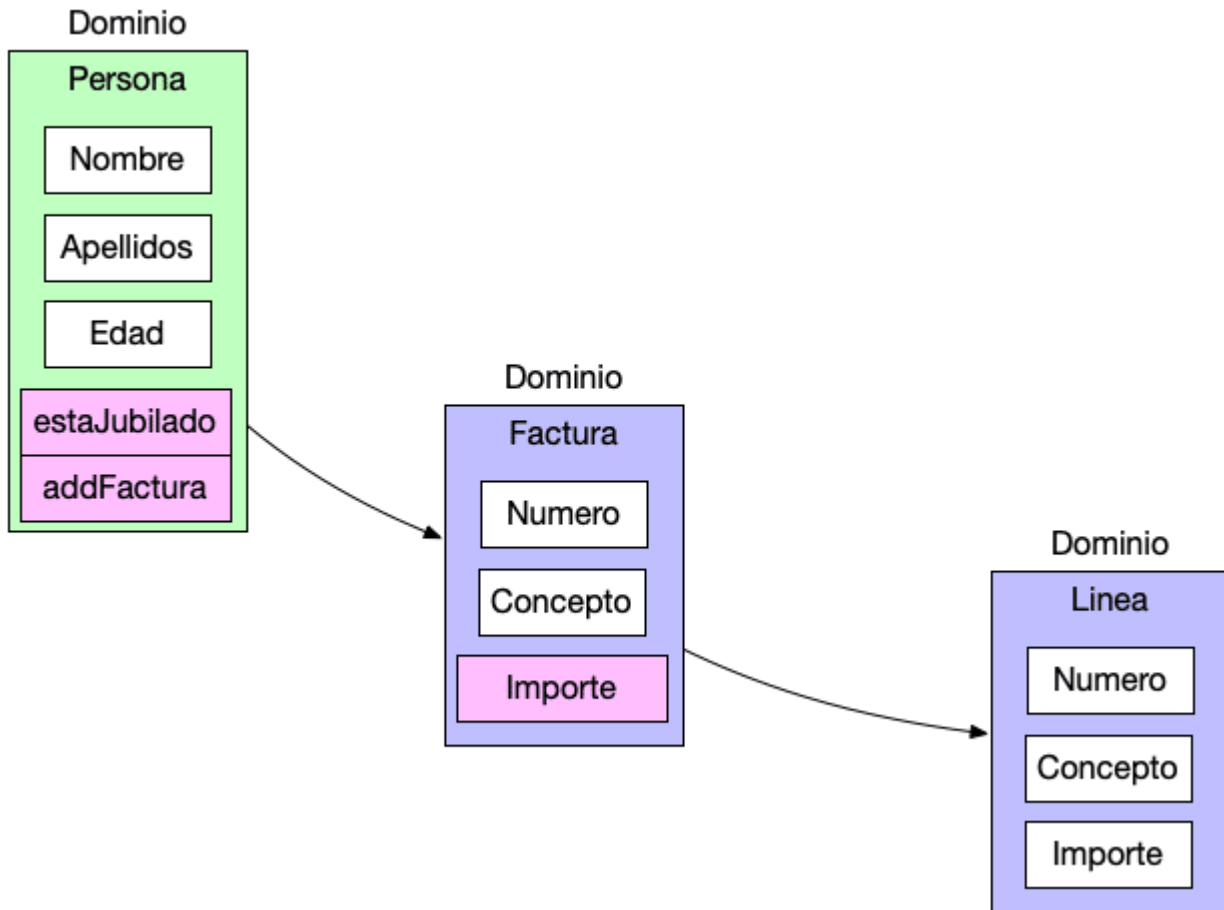 Dominio
Persona
Nombre
Apellidos
Edad
estaJubilado
addFactura
Dominio
Factura
Numero
Concepto
Importe
Dominio
Linea
Numero
Concepto
Importe